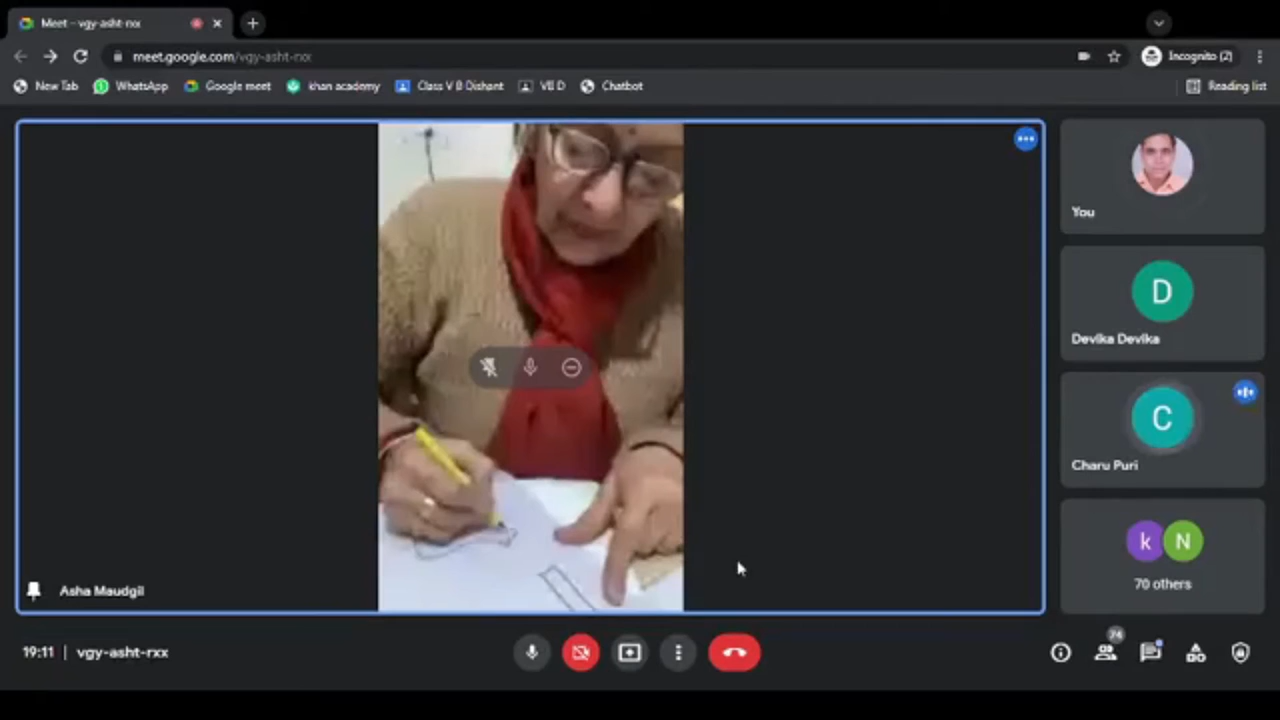 Meet - vgy-asht-rxx
meet.google.com/vgy-asht-rxx
Incognito (2)
New Tab
WhatsApp
Google meet
khan academy
Class V B Dishant
VII D
Chatbot
Reading list
You
D
Devika Devika
C
Charu Puri
k N
70 others
Asha Maudgil
19:11 | vgy-asht-rxx
74